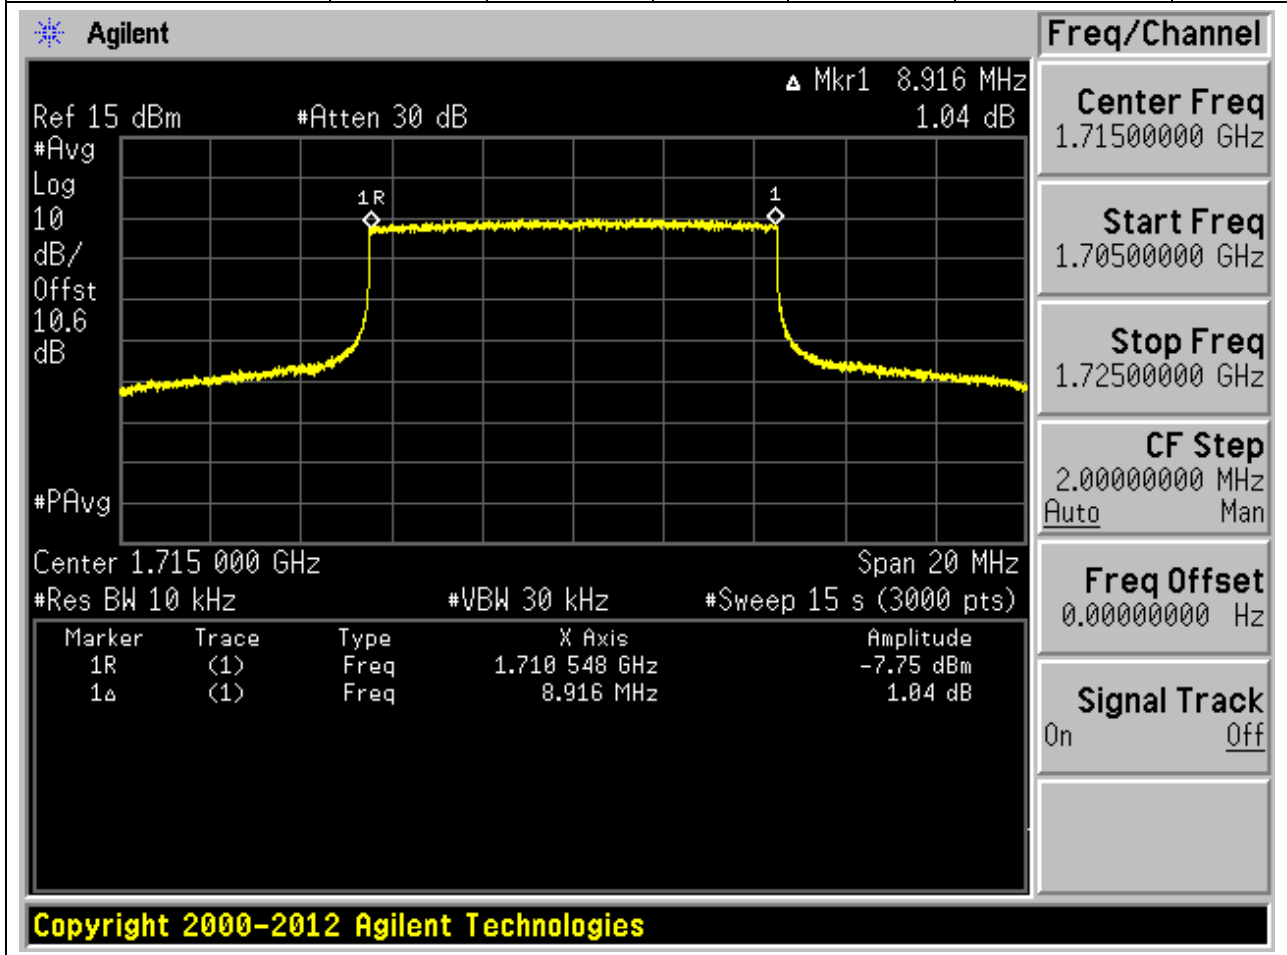 Agilent
Freq/Channel
Δ Mkr1 8.916 MHz
Ref 15 dBm #Atten 30 dB 1.04 dB
#Avg
Log
10
dB/
Offst
10.6
dB
#PAvg
1R
1
Center 1.715 000 GHz Span 20 MHz
#Res BW 10 kHz #VBW 30 kHz #Sweep 15 s (3000 pts)
Marker Trace Type X Axis Amplitude
1R (1) Freq 1.710 548 GHz -7.75 dBm
1Δ (1) Freq 8.916 MHz 1.04 dB
Center Freq
1.71500000 GHz
Start Freq
1.70500000 GHz
Stop Freq
1.72500000 GHz
CF Step
2.00000000 MHz
Auto Man
Freq Offset
0.00000000 Hz
Signal Track
On Off
Copyright 2000-2012 Agilent Technologies